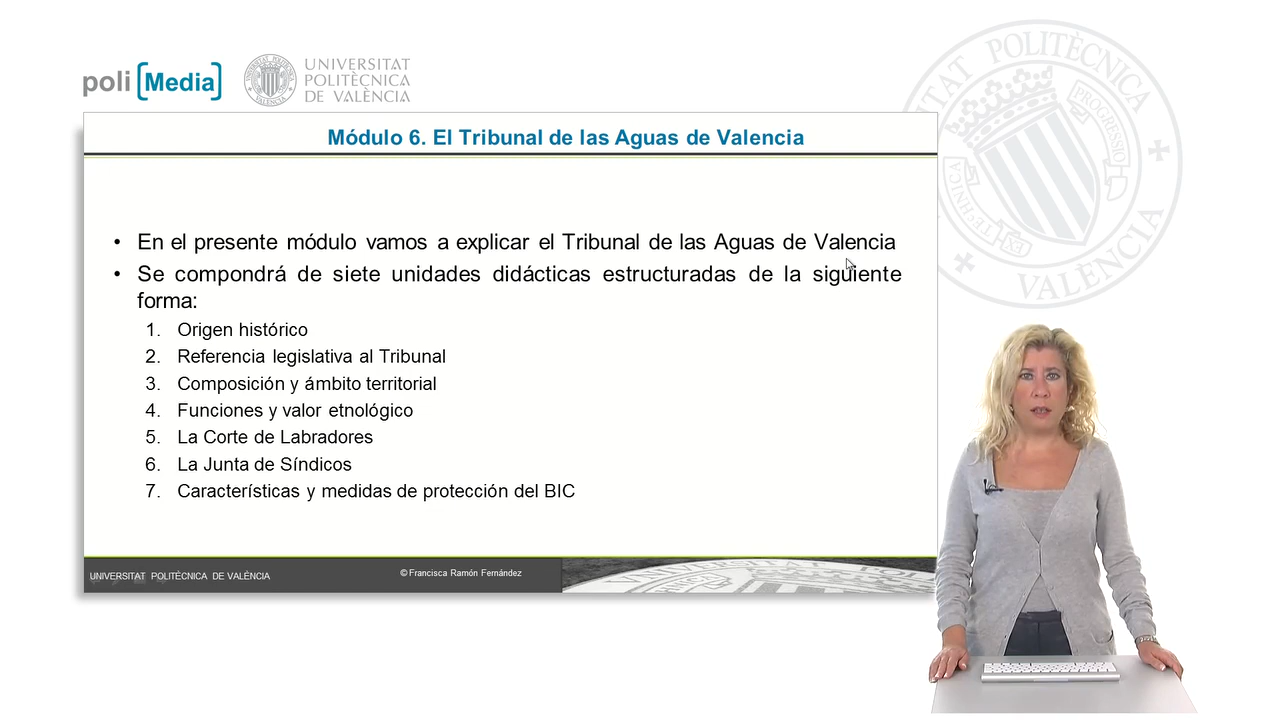 poli [Media]
UNIVERSITAT
POLITÈCNICA
DE VALÈNCIA
Módulo 6. El Tribunal de las Aguas de Valencia
• En el presente módulo vamos a explicar el Tribunal de las Aguas de Valencia
• Se compondrá de siete unidades didácticas estructuradas de la siguiente
forma:
1. Origen histórico
2. Referencia legislativa al Tribunal
3. Composición y ámbito territorial
4. Funciones y valor etnológico
5. La Corte de Labradores
6. La Junta de Síndicos
7. Características y medidas de protección del BIC
UNIVERSITAT POLITÈCNICA DE VALÈNCIA
© Francisca Ramón Fernández
POLITÈCNICA
PROGRESSIO
VALÈNCIA